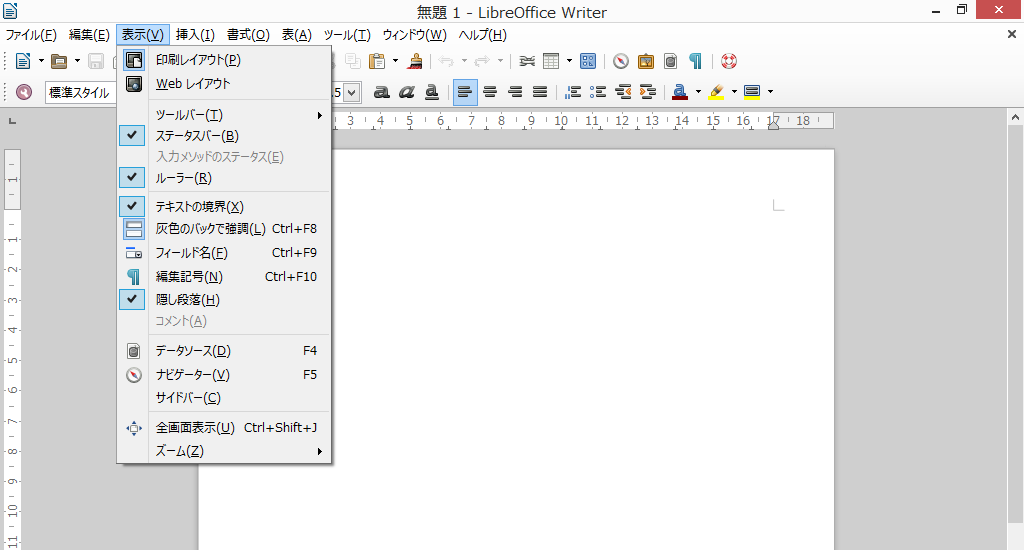 無題 1 - LibreOffice Writer
ファイル(F) 編集(E) 表示(V) 挿入(I) 書式(O) 表(A) ツール(T) ウィンドウ(W) ヘルプ(H)
標準スタイル .5
3 4 5 6 7 8 9 10 11 12 13 14 15 16 17 18
印刷レイアウト(P)
Web レイアウト
ツールバー(T)
ステータスバー(B)
入力メソッドのステータス(E)
ルーラー(R)
テキストの境界(X)
灰色のバックで強調(L) Ctrl+F8
フィールド名(F) Ctrl+F9
編集記号(N) Ctrl+F10
隠し段落(H)
コメント(A)
データソース(D) F4
ナビゲーター(V) F5
サイドバー(C)
全画面表示(U) Ctrl+Shift+J
ズーム(Z)
1
1
2
3
4
5
6
7
8
9
10
11